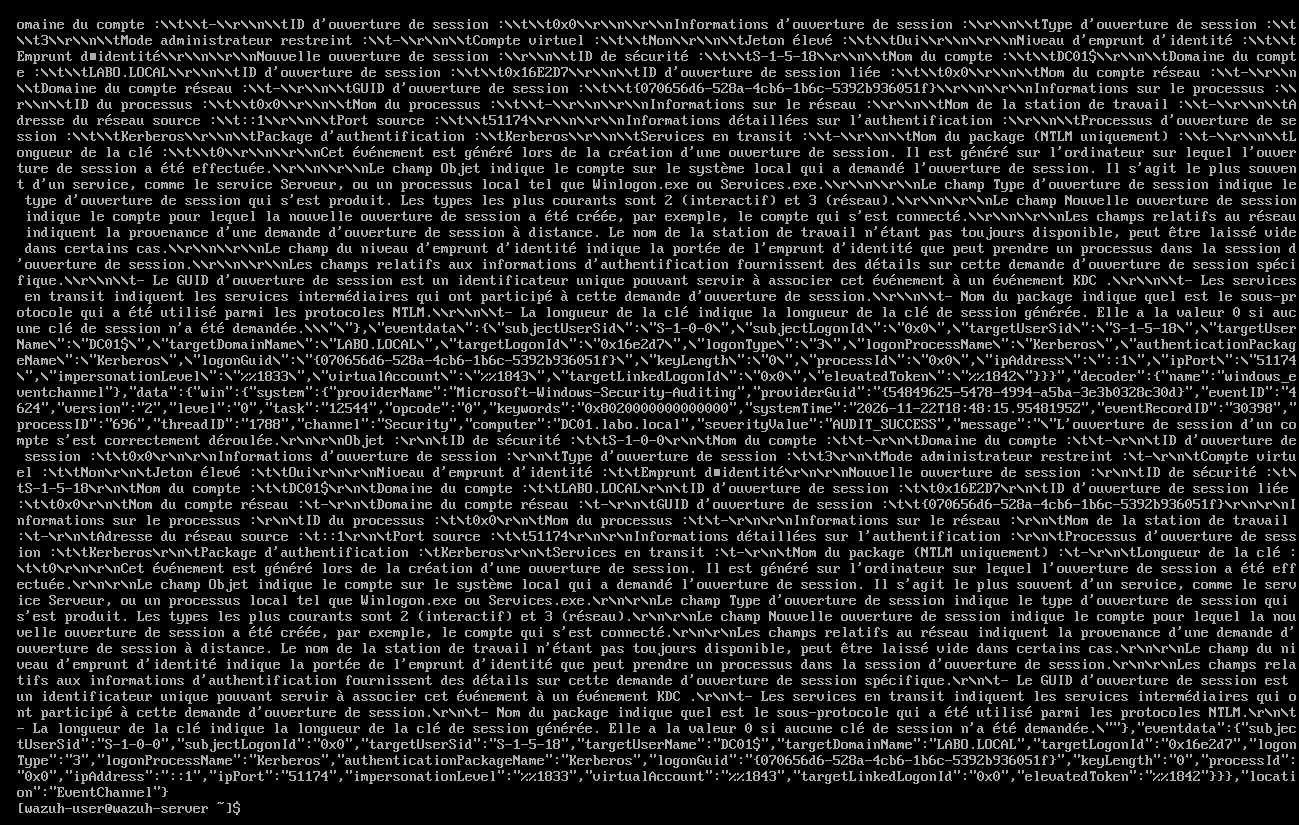 omaine du compte :\\t\\t-\\r\\n\\tID d'ouverture de session :\\t\\t0x0\\r\\n\\r\\nInformations d'ouverture de session :\\r\\n\\tType d'ouverture de session :\\t
\\t3\\r\\n\\tMode administrateur restreint :\\t-\\r\\n\\tCompte virtuel :\\t\\tNon\\r\\n\\tJeton élevé :\\t\\tOui\\r\\n\\r\\nNiveau d'emprunt d'identité :\\t\\t
Emprunt d■identité\\r\\n\\r\\nNouvelle ouverture de session :\\r\\n\\tID de sécurité :\\t\\tS-1-5-18\\r\\n\\tNom du compte :\\t\\tDC01$\\r\\n\\tDomaine du compt
e :\\t\\tLABO.LOCAL\\r\\n\\tID d'ouverture de session :\\t\\t0x16E2D7\\r\\n\\tID d'ouverture de session liée :\\t\\t0x0\\r\\n\\tNom du compte réseau :\\t-\\r\\n\
\\tDomaine du compte réseau :\\t-\\r\\n\\tGUID d'ouverture de session :\\t\\t{070656d6-528a-4cb6-1b6c-5392b936051f}\\r\\n\\r\\nInformations sur le processus :\\
r\\n\\tID du processus :\\t\\t0x0\\r\\n\\tNom du processus :\\t\\t-\\r\\n\\r\\nInformations sur le réseau :\\r\\n\\tNom de la station de travail :\\t-\\r\\n\\tA
dresse du réseau source :\\t::1\\r\\n\\tPort source :\\t\\t51174\\r\\n\\r\\nInformations détaillées sur l'authentification :\\r\\n\\tProcessus d'ouverture de se
ssion :\\t\\tKerberos\\r\\n\\tPackage d'authentification :\\tKerberos\\r\\n\\tServices en transit :\\t-\\r\\n\\tNom du package (NTLM uniquement) :\\t-\\r\\n\\tL
ongueur de la clé :\\t\\t0\\r\\n\\r\\nCet événement est généré lors de la création d'une ouverture de session. Il est généré sur l'ordinateur sur lequel l'ouver
ture de session a été effectuée.\\r\\n\\r\\nLe champ Objet indique le compte sur le système local qui a demandé l'ouverture de session. Il s'agit le plus souven
t d'un service, comme le service Serveur, ou un processus local tel que Winlogon.exe ou Services.exe.\\r\\n\\r\\nLe champ Type d'ouverture de session indique le
 type d'ouverture de session qui s'est produit. Les types les plus courants sont 2 (interactif) et 3 (réseau).\\r\\n\\r\\nLe champ Nouvelle ouverture de session
 indique le compte pour lequel la nouvelle ouverture de session a été créée, par exemple, le compte qui s'est connecté.\\r\\n\\r\\nLes champs relatifs au réseau
 indiquent la provenance d'une demande d'ouverture de session à distance. Le nom de la station de travail n'étant pas toujours disponible, peut être laissé vide
 dans certains cas.\\r\\n\\r\\nLe champ du niveau d'emprunt d'identité indique la portée de l'emprunt d'identité que peut prendre un processus dans la session d
'ouverture de session.\\r\\n\\r\\nLes champs relatifs aux informations d'authentification fournissent des détails sur cette demande d'ouverture de session spéci
fique.\\r\\n\\t- Le GUID d'ouverture de session est un identificateur unique pouvant servir à associer cet événement à un événement KDC .\\r\\n\\t- Les services
 en transit indiquent les services intermédiaires qui ont participé à cette demande d'ouverture de session.\\r\\n\\t- Nom du package indique quel est le sous-pr
otocole qui a été utilisé parmi les protocoles NTLM.\\r\\n\\t- La longueur de la clé indique la longueur de la clé de session générée. Elle a la valeur 0 si auc
une clé de session n'a été demandée.\\\"\"},\"eventdata\":{\"subjectUserSid\":\"S-1-0-0\",\"subjectLogonId\":\"0x0\",\"targetUserSid\":\"S-1-5-18\",\"targetUser
Name\":\"DC01$\",\"targetDomainName\":\"LABO.LOCAL\",\"targetLogonId\":\"0x16e2d7\",\"logonType\":\"3\",\"logonProcessName\":\"Kerberos\",\"authenticationPackag
eName\":\"Kerberos\",\"logonGuid\":\"{070656d6-528a-4cb6-1b6c-5392b936051f}\",\"keyLength\":\"0\",\"processId\":\"0x0\",\"ipAddress\":\"::1\",\"ipPort\":\"51174
\",\"impersonationLevel\":\"%%1833\",\"virtualAccount\":\"%%1843\",\"targetLinkedLogonId\":\"0x0\",\"elevatedToken\":\"%%1842\"}}}","decoder":{"name":"windows_e
ventchannel"},"data":{"win":{"system":{"providerName":"Microsoft-Windows-Security-Auditing","providerGuid":"{54849625-5478-4994-a5ba-3e3b0328c30d}","eventID":"4
624","version":"2","level":"0","task":"12544","opcode":"0","keywords":"0x8020000000000000","systemTime":"2026-11-22T18:48:15.9548195Z","eventRecordID":"30398","
processID":"696","threadID":"1788","channel":"Security","computer":"DC01.labo.local","severityValue":"AUDIT_SUCCESS","message":"\"L'ouverture de session d'un co
mpte s'est correctement déroulée.\r\n\r\nObjet :\r\n\tID de sécurité :\t\tS-1-0-0\r\n\tNom du compte :\t\t-\r\n\tDomaine du compte :\t\t-\r\n\tID d'ouverture de
 session :\t\t0x0\r\n\r\nInformations d'ouverture de session :\r\n\tType d'ouverture de session :\t\t3\r\n\tMode administrateur restreint :\t-\r\n\tCompte virtu
el :\t\tNon\r\n\tJeton élevé :\t\tOui\r\n\r\nNiveau d'emprunt d'identité :\t\tEmprunt d■identité\r\n\r\nNouvelle ouverture de session :\r\n\tID de sécurité :\t\
tS-1-5-18\r\n\tNom du compte :\t\tDC01$\r\n\tDomaine du compte :\t\tLABO.LOCAL\r\n\tID d'ouverture de session :\t\t0x16E2D7\r\n\tID d'ouverture de session liée 
:\t\t0x0\r\n\tNom du compte réseau :\t-\r\n\tDomaine du compte réseau :\t-\r\n\tGUID d'ouverture de session :\t\t{070656d6-528a-4cb6-1b6c-5392b936051f}\r\n\r\nI
nformations sur le processus :\r\n\tID du processus :\t\t0x0\r\n\tNom du processus :\t\t-\r\n\r\nInformations sur le réseau :\r\n\tNom de la station de travail 
:\t-\r\n\tAdresse du réseau source :\t::1\r\n\tPort source :\t\t51174\r\n\r\nInformations détaillées sur l'authentification :\r\n\tProcessus d'ouverture de sess
ion :\t\tKerberos\r\n\tPackage d'authentification :\tKerberos\r\n\tServices en transit :\t-\r\n\tNom du package (NTLM uniquement) :\t-\r\n\tLongueur de la clé :
\t\t0\r\n\r\nCet événement est généré lors de la création d'une ouverture de session. Il est généré sur l'ordinateur sur lequel l'ouverture de session a été eff
ectuée.\r\n\r\nLe champ Objet indique le compte sur le système local qui a demandé l'ouverture de session. Il s'agit le plus souvent d'un service, comme le serv
ice Serveur, ou un processus local tel que Winlogon.exe ou Services.exe.\r\n\r\nLe champ Type d'ouverture de session indique le type d'ouverture de session qui 
s'est produit. Les types les plus courants sont 2 (interactif) et 3 (réseau).\r\n\r\nLe champ Nouvelle ouverture de session indique le compte pour lequel la nou
velle ouverture de session a été créée, par exemple, le compte qui s'est connecté.\r\n\r\nLes champs relatifs au réseau indiquent la provenance d'une demande d'
ouverture de session à distance. Le nom de la station de travail n'étant pas toujours disponible, peut être laissé vide dans certains cas.\r\n\r\nLe champ du ni
veau d'emprunt d'identité indique la portée de l'emprunt d'identité que peut prendre un processus dans la session d'ouverture de session.\r\n\r\nLes champs rela
tifs aux informations d'authentification fournissent des détails sur cette demande d'ouverture de session spécifique.\r\n\t- Le GUID d'ouverture de session est 
un identificateur unique pouvant servir à associer cet événement à un événement KDC .\r\n\t- Les services en transit indiquent les services intermédiaires qui o
nt participé à cette demande d'ouverture de session.\r\n\t- Nom du package indique quel est le sous-protocole qui a été utilisé parmi les protocoles NTLM.\r\n\t
- La longueur de la clé indique la longueur de la clé de session générée. Elle a la valeur 0 si aucune clé de session n'a été demandée.\""},"eventdata":{"subjec
tUserSid":"S-1-0-0","subjectLogonId":"0x0","targetUserSid":"S-1-5-18","targetUserName":"DC01$","targetDomainName":"LABO.LOCAL","targetLogonId":"0x16e2d7","logon
Type":"3","logonProcessName":"Kerberos","authenticationPackageName":"Kerberos","logonGuid":"{070656d6-528a-4cb6-1b6c-5392b936051f}","keyLength":"0","processId":
"0x0","ipAddress":"::1","ipPort":"51174","impersonationLevel":"%%1833","virtualAccount":"%%1843","targetLinkedLogonId":"0x0","elevatedToken":"%%1842"}}},"locati
on":"EventChannel"}
[wazuh-user@wazuh-server ~]$